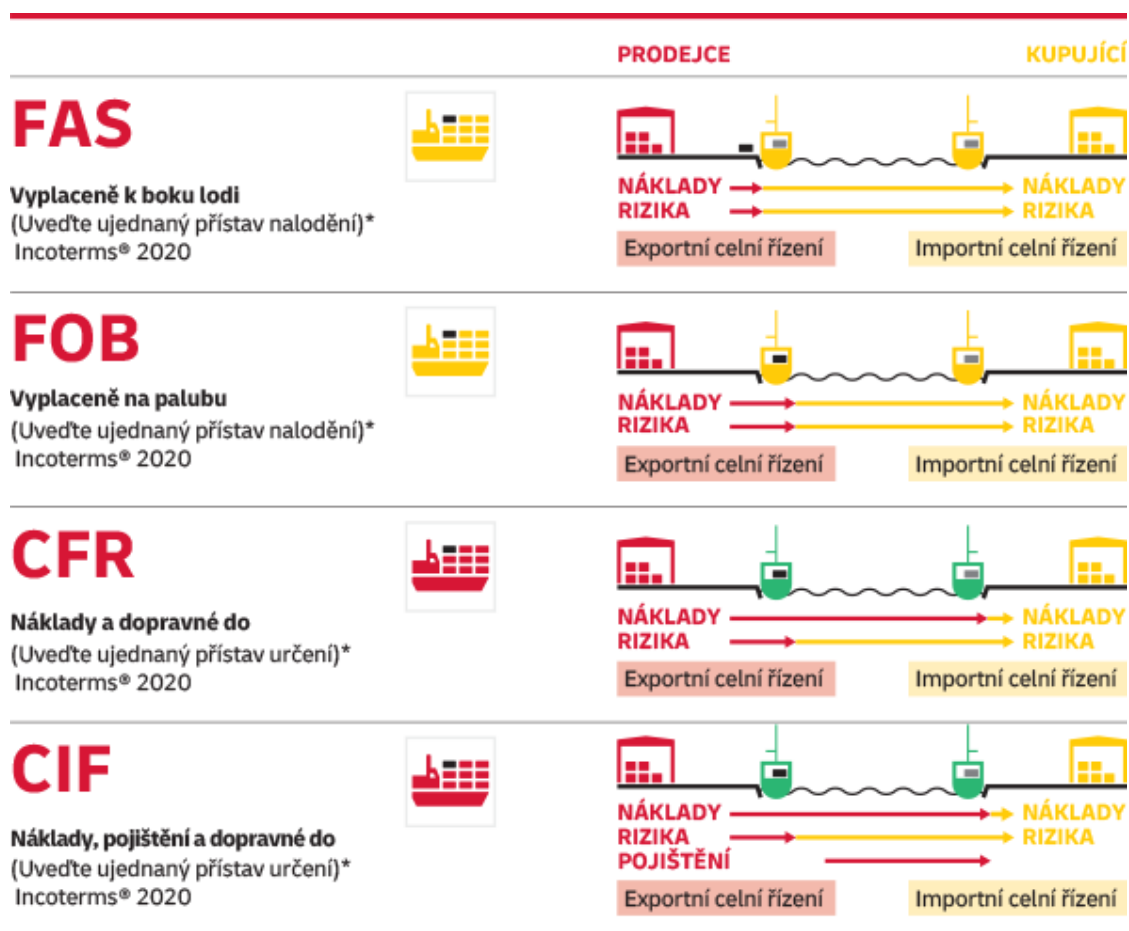 PRODEJCE KUPUJÍCÍ
FAS
Vyplaceně k boku lodi
(Uveďte ujednaný přístav nalodění)*
Incoterms® 2020
NÁKLADY NÁKLADY
RIZIKA RIZIKA
Exportní celní řízení Importní celní řízení
FOB
Vyplaceně na palubu
(Uveďte ujednaný přístav nalodění)*
Incoterms® 2020
NÁKLADY NÁKLADY
RIZIKA RIZIKA
Exportní celní řízení Importní celní řízení
CFR
Náklady a dopravné do
(Uveďte ujednaný přístav určení)*
Incoterms® 2020
NÁKLADY NÁKLADY
RIZIKA RIZIKA
Exportní celní řízení Importní celní řízení
CIF
Náklady, pojištění a dopravné do
(Uveďte ujednaný přístav určení)*
Incoterms® 2020
NÁKLADY NÁKLADY
RIZIKA RIZIKA
POJIŠTĚNÍ
Exportní celní řízení Importní celní řízení